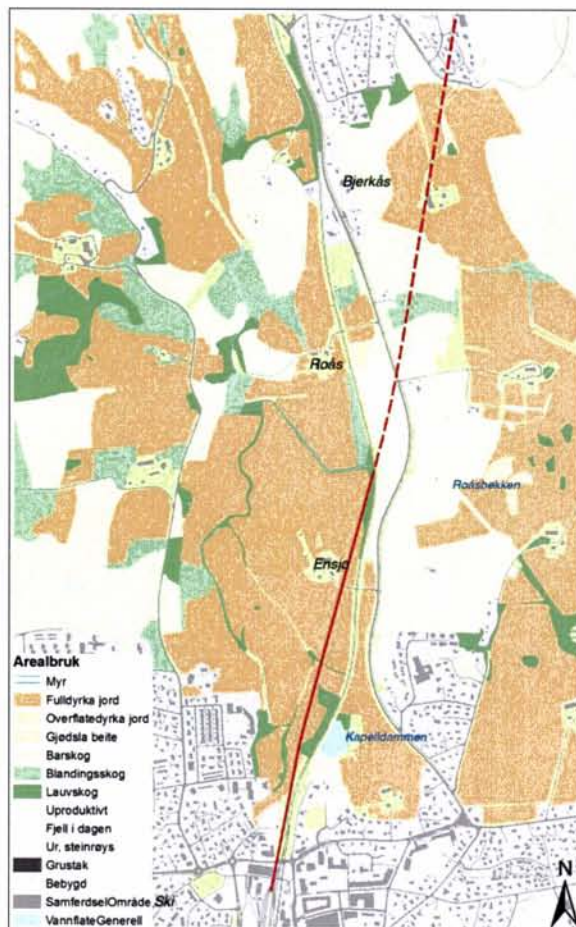 Bjerkås
Roås
Roåsbekken
Ensjø
Arealbruk
Myr
Fulldyrka jord
Overflatedyrka jord
Gjødsla beite
Barskog
Blandingsskog
Lauvskog
Uproduktivt
Fjell i dagen
Ur, steinrøys
Grustak
Bebygd
SamferdselOmråde
VannflateGenerell
Kapelldammen
Ski
N